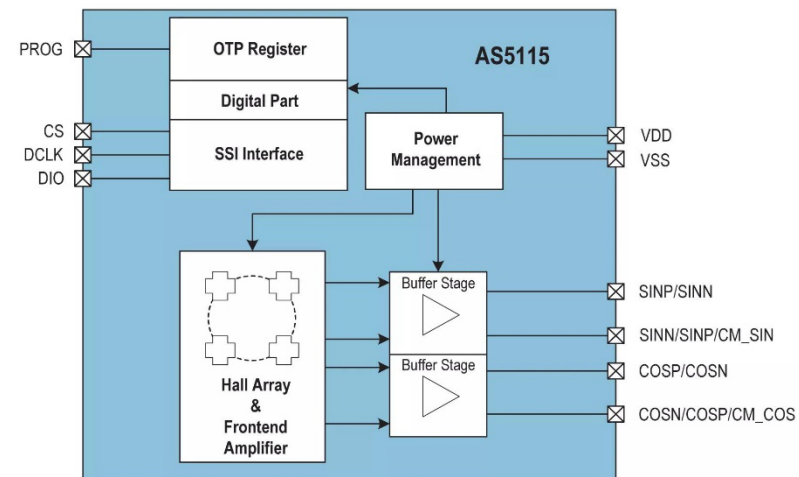 AS5115
PROG
OTP Register
Digital Part
CS
DCLK
DIO
SSI Interface
Power
Management
VDD
VSS
Hall Array
&
Frontend
Amplifier
Buffer Stage
Buffer Stage
SINP/SINN
SINN/SINP/CM_SIN
COSP/COSN
COSN/COSP/CM_COS